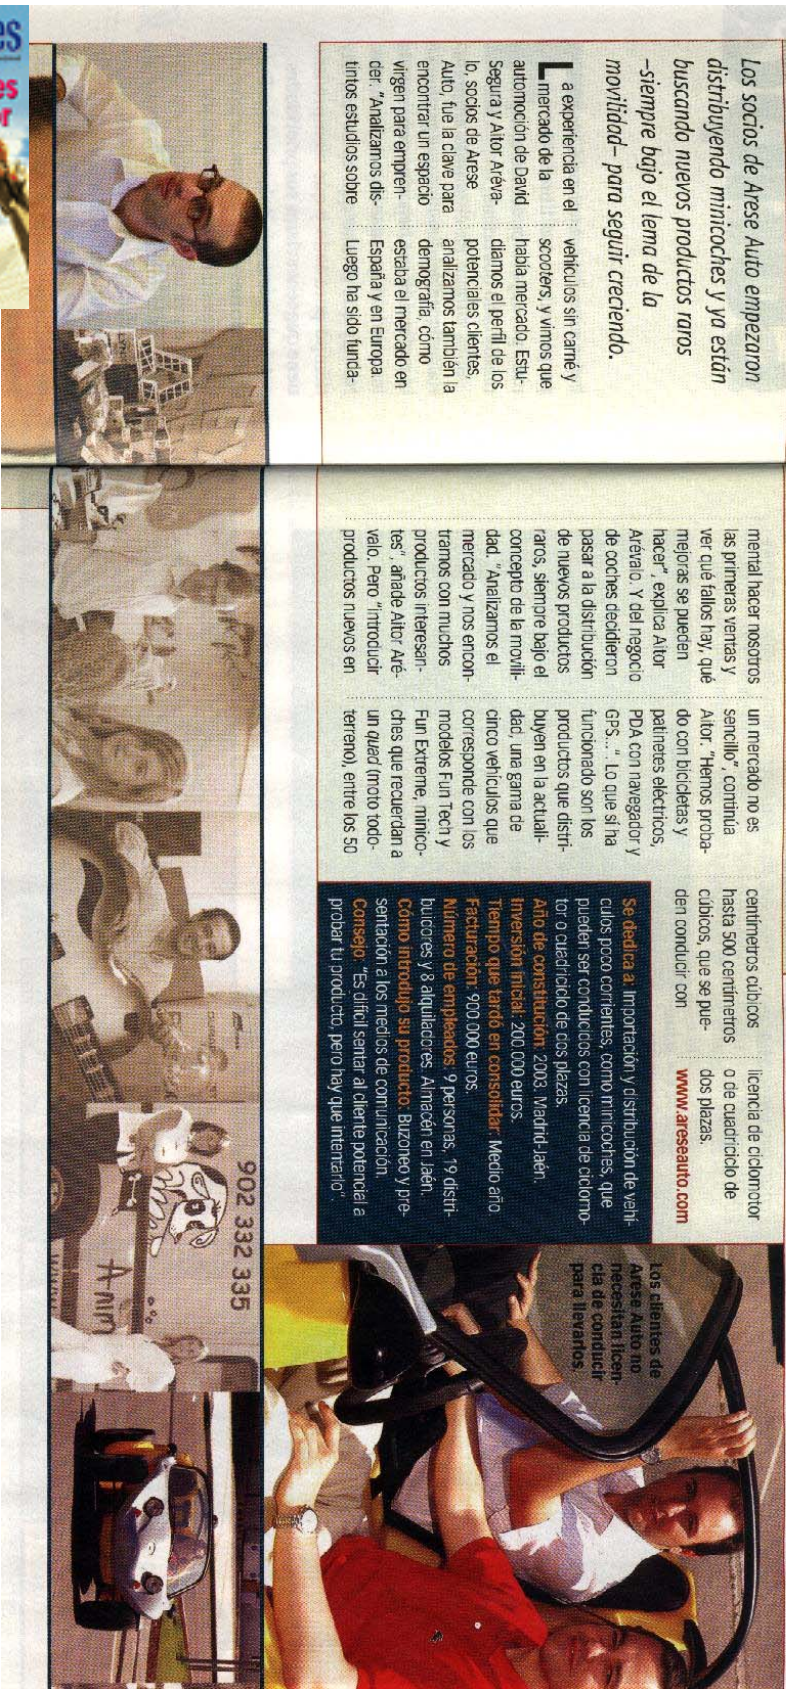 Los socios de Arese Auto empezaron
distribuyendo minicoches y ya están
buscando nuevos productos raros
–siempre bajo el lema de la
movilidad– para seguir creciendo.
La experiencia en el
mercado de la
automoción de David
Segura y Aitor Aréva-
lo, socios de Arese
Auto, fue la clave para
encontrar un espacio
virgen para empren-
der. "Analizamos dis-
tintos estudios sobre
vehículos sin carné y
scooters, y vimos que
había mercado. Estu-
diamos el perfil de los
potenciales clientes,
analizamos también la
demografía, cómo
estaba el mercado en
España y en Europa.
Luego ha sido funda-
mental hacer nosotros
las primeras ventas y
ver qué fallos hay, qué
mejoras se pueden
hacer", explica Aitor
Arévalo. Y del negocio
de coches decidieron
pasar a la distribución
de nuevos productos
raros, siempre bajo el
concepto de la movili-
dad. "Analizamos el
mercado y nos encon-
tramos con muchos
productos interesan-
tes", añade Aitor Aré-
valo. Pero "introducir
productos nuevos en
un mercado no es
sencillo", continúa
Aitor. "Hemos proba-
do con bicicletas y
patinetes eléctricos,
PDA con navegador y
GPS... ". Lo que sí ha
funcionado son los
productos que distri-
buyen en la actuali-
dad, una gama de
cinco vehículos que
corresponde con los
modelos Fun Tech y
Fun Extreme, minico-
ches que recuerdan a
un quad (moto todo-
terreno), entre los 50
centímetros cúbicos
hasta 500 centímetros
cúbicos, que se pue-
den conducir con
licencia de ciclomotor
o de cuadriciclo de
dos plazas.
www.areseauto.com
Se dedica a: Importación y distribución de vehí-
culos poco corrientes, como minicoches, que
pueden ser conducidos con licencia de ciclomo-
tor o cuadriciclo de dos plazas.
Año de constitución: 2003. Madrid-Jaén.
Inversión inicial: 200.000 euros.
Tiempo que tardó en consolidar: Medio año
Facturación: 900.000 euros.
Número de empleados: 9 personas, 19 distri-
buidores y 8 alquiladores. Almacén en Jaén.
Cómo introdujo su producto: Buzoneo y pre-
sentación a los medios de comunicación.
Consejo: "Es difícil sentar al cliente potencial a
probar tu producto, pero hay que intentarlo".
Los clientes de
Arese Auto no
necesitan licen-
cia de conducir
para llevarlos.
902 332 335
Anim
es
es
r